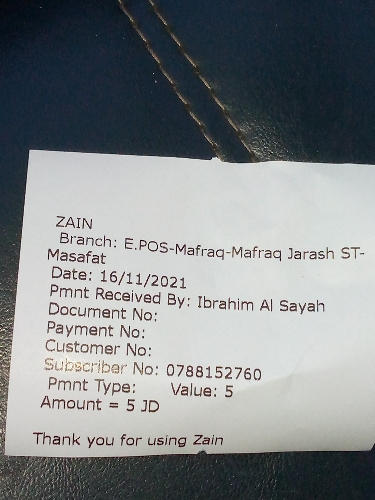 ZAIN
Branch: E.POS-Mafraq-Mafraq Jarash ST-
Masafat
Date: 16/11/2021
Pmnt Received By: Ibrahim Al Sayah
Document No:
Payment No:
Customer No:
Subscriber No: 0788152760
Pmnt Type: Value: 5
Amount = 5 JD
Thank you for using Zain